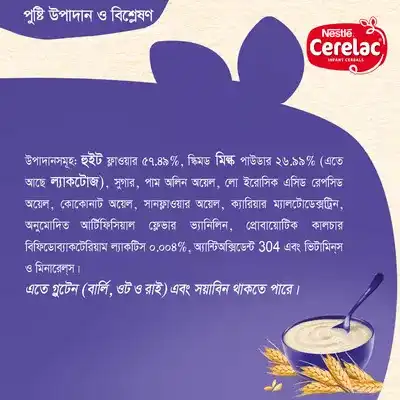 পুষ্টি উপাদান ও বিশ্লেষণ
Nestlé
Cerelac
INFANT CEREALS
উপাদানসমূহ: হুইট ফ্লাওয়ার ৫৭.৪৯%, স্কিমড মিল্ক পাউডার ২৬.৯৯% (এতে
আছে ল্যাকটোজ), সুগার, পাম অলিন অয়েল, লো ইরোসিক এসিড রেপসিড
অয়েল, কোকোনাট অয়েল, সানফ্লাওয়ার অয়েল, ক্যারিয়ার ম্যালটোডেক্সট্রিন,
অনুমোদিত আর্টিফিসিয়াল ফ্লেভার ভ্যানিলিন, প্রোবায়োটিক কালচার
বিফিডোব্যাকটেরিয়াম ল্যাকটিস ০.০০৪%, অ্যান্টিঅক্সিডেন্ট 304 এবং ভিটামিনস
ও মিনারেল্স।
এতে গ্লুটেন (বার্লি, ওট ও রাই) এবং সয়াবিন থাকতে পারে।